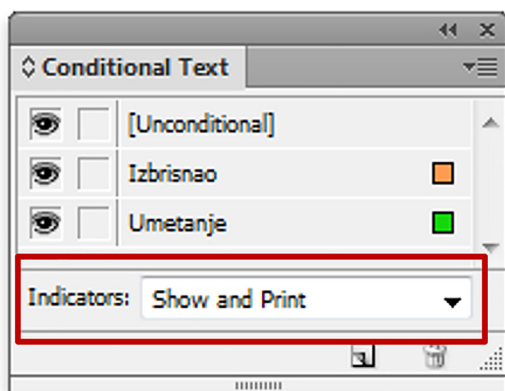 Conditional Text
[Unconditional]
Izbrisnao
Umetanje
Indicators: Show and Print